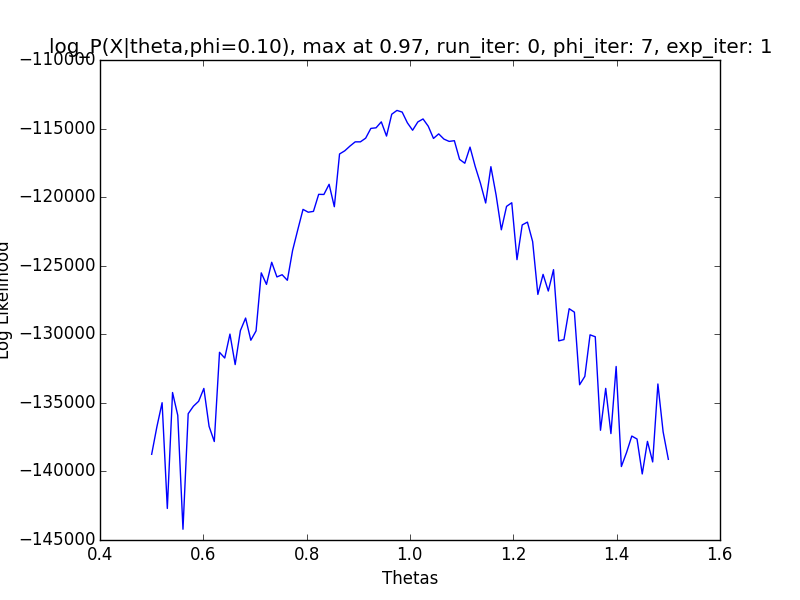 log_P(X|theta,phi=0.10), max at 0.97, run_iter: 0, phi_iter: 7, exp_iter: 1
−110000
−115000
−120000
−125000
−130000
−135000
−140000
−145000
Log Likelihood
0.4 0.6 0.8 1.0 1.2 1.4 1.6
Thetas